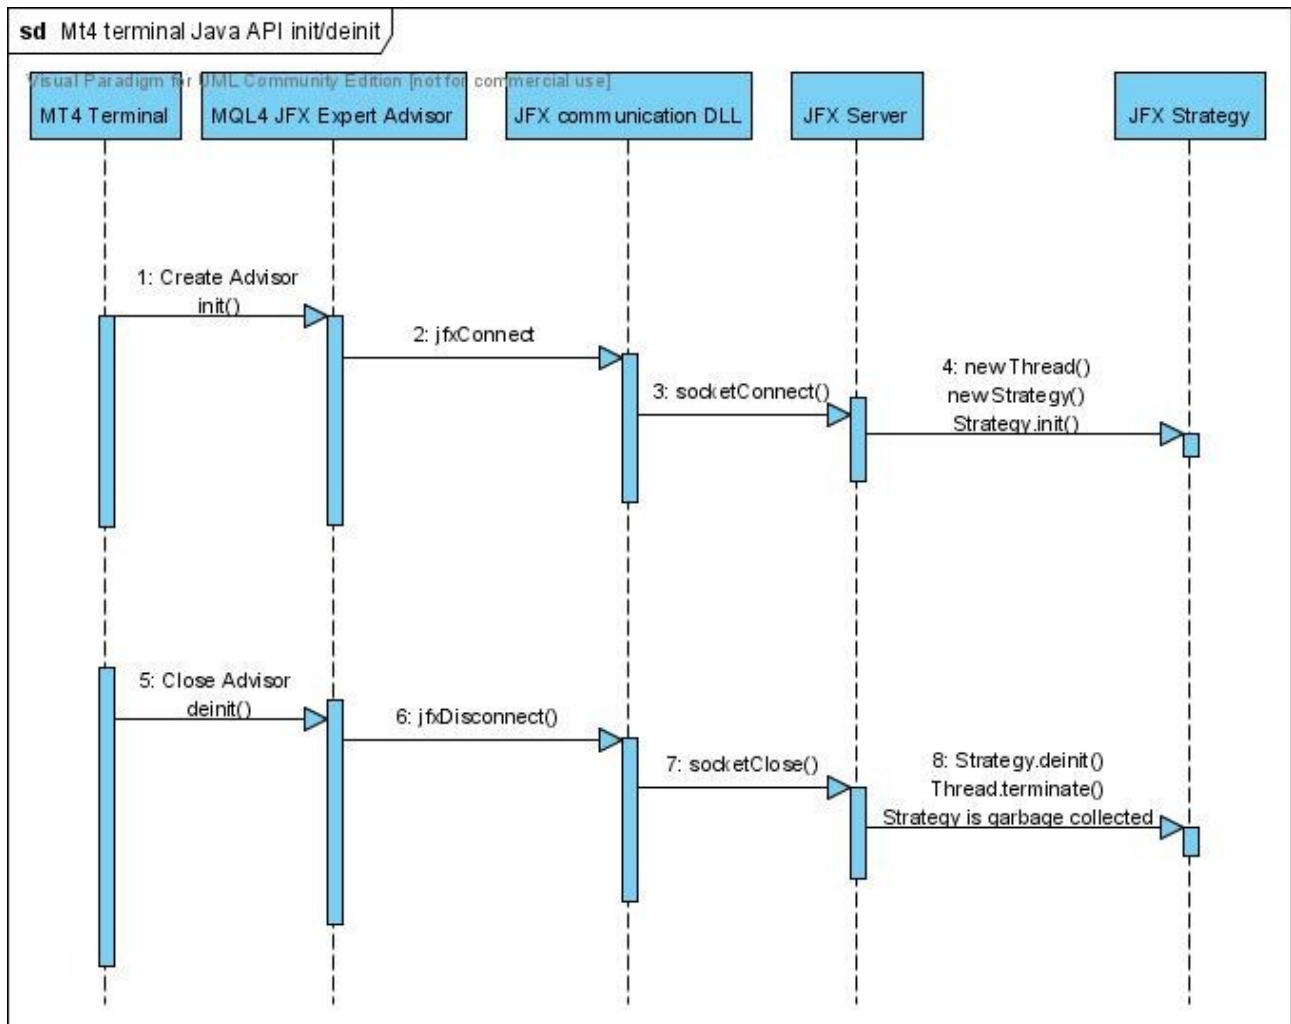 sd Mt4 terminal Java API init/deinit
Visual Paradigm for UML Community Edition [not for commercial use]
MT4 Terminal
MQL4 JFX Expert Advisor
JFX communication DLL
JFX Server
JFX Strategy
1: Create Advisor
init()
2: jfxConnect
3: socketConnect()
4: newThread()
newStrategy()
Strategy.init()
5: Close Advisor
deinit()
6: jfxDisconnect()
7: socketClose()
8: Strategy.deinit()
Thread.terminate()
Strategy is garbage collected